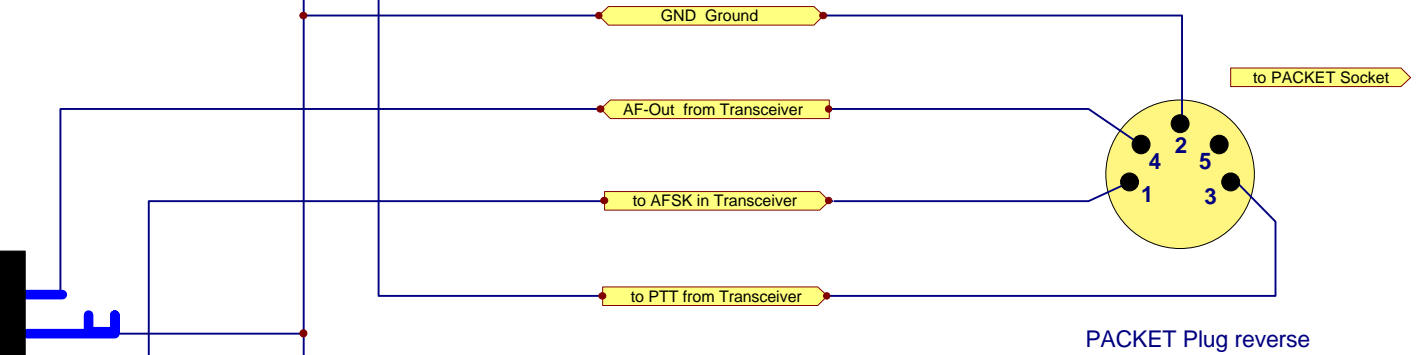 GND Ground
to PACKET Socket
AF-Out from Transceiver
2
4
5
to AFSK in Transceiver
1
3
to PTT from Transceiver
PACKET Plug reverse